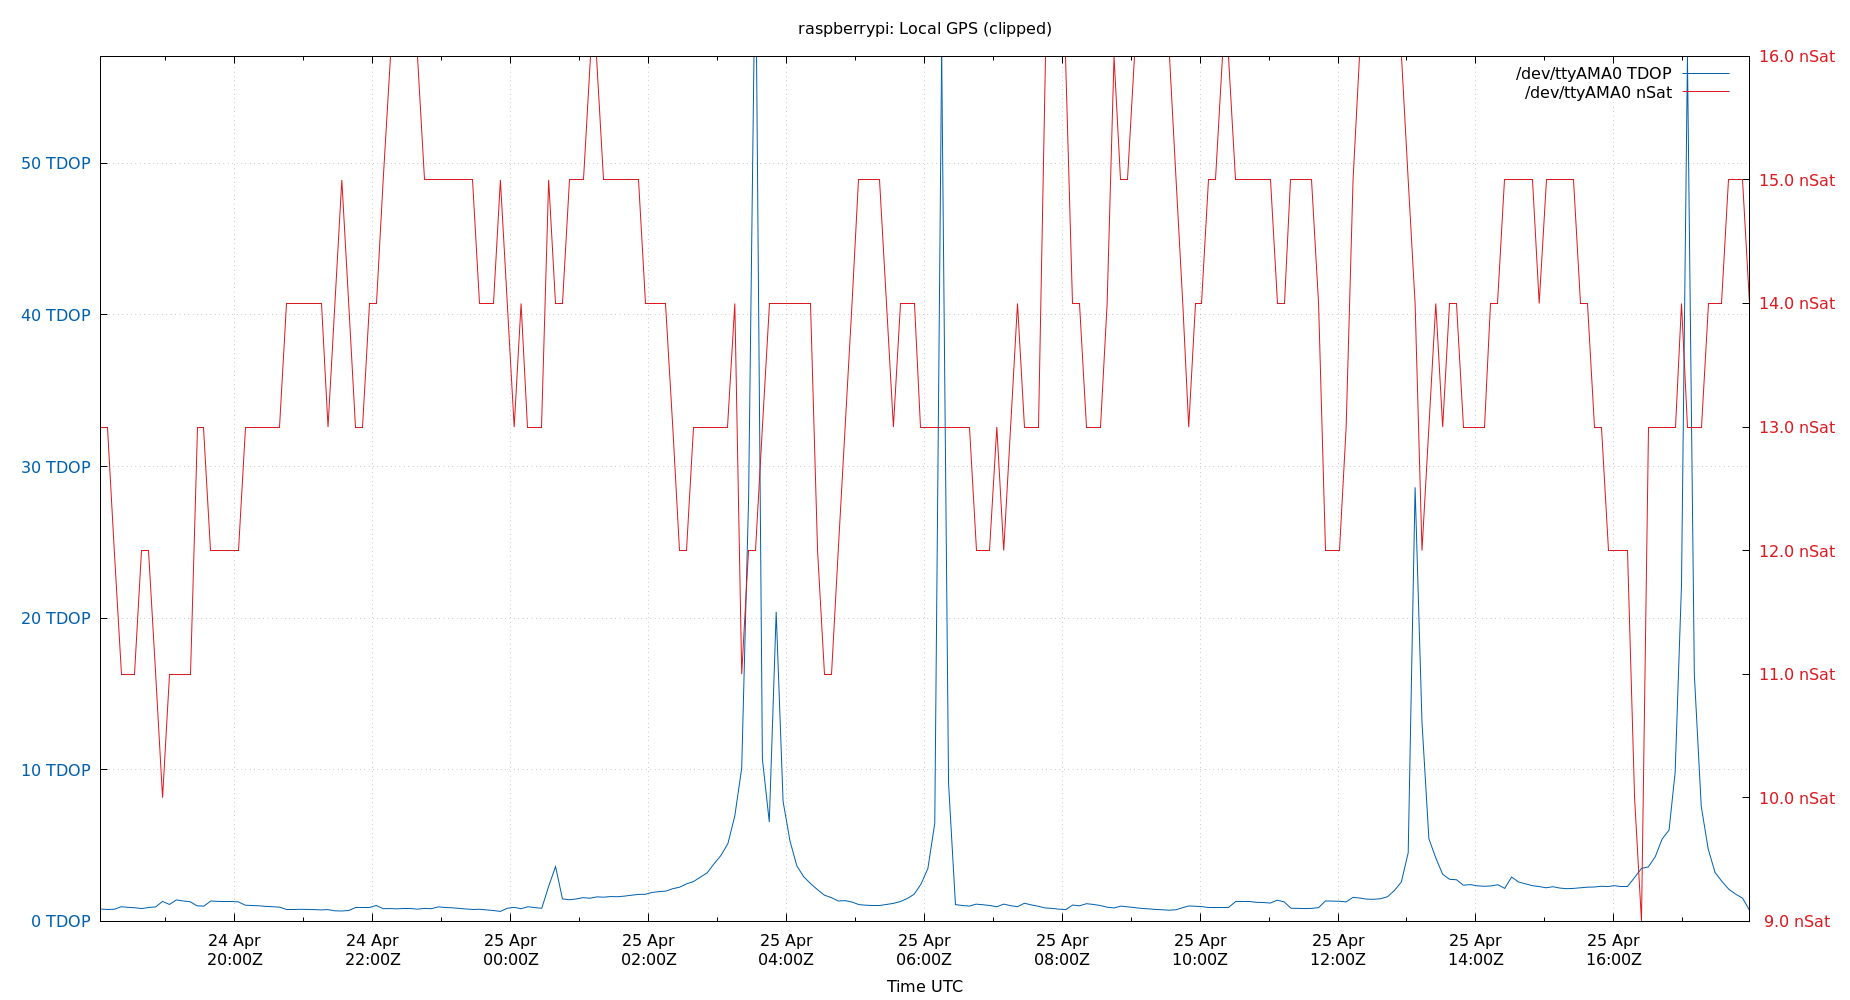 raspberrypi: Local GPS (clipped)
/dev/ttyAMA0 TDOP
/dev/ttyAMA0 nSat
50 TDOP
40 TDOP
30 TDOP
20 TDOP
10 TDOP
0 TDOP
16.0 nSat
15.0 nSat
14.0 nSat
13.0 nSat
12.0 nSat
11.0 nSat
10.0 nSat
9.0 nSat
24 Apr 24 Apr 25 Apr 25 Apr 25 Apr 25 Apr 25 Apr 25 Apr 25 Apr 25 Apr 25 Apr
20:00Z 22:00Z 00:00Z 02:00Z 04:00Z 06:00Z 08:00Z 10:00Z 12:00Z 14:00Z 16:00Z
Time UTC